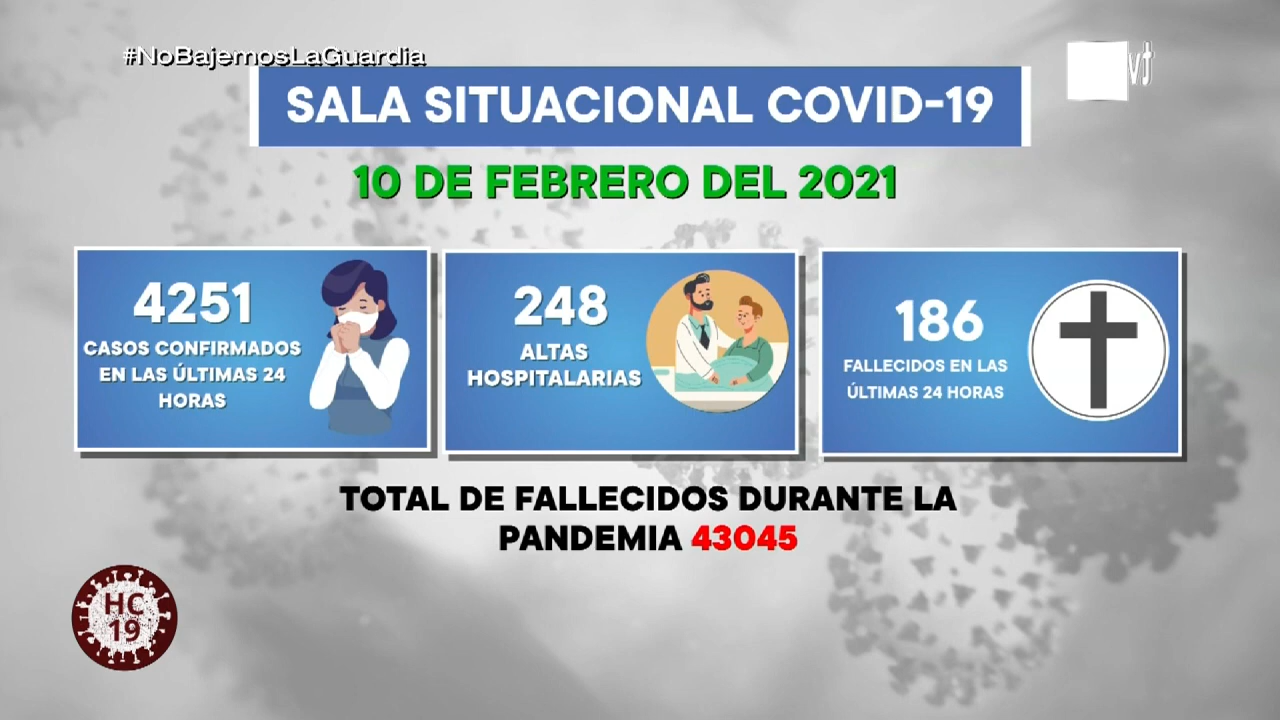 #NoBajemosLaGuardia
vt
SALA SITUACIONAL COVID-19
10 DE FEBRERO DEL 2021
4251
CASOS CONFIRMADOS
EN LAS ÚLTIMAS 24
HORAS
248
ALTAS
HOSPITALARIAS
186
FALLECIDOS EN LAS
ÚLTIMAS 24 HORAS
TOTAL DE FALLECIDOS DURANTE LA
PANDEMIA 43045
HC
19